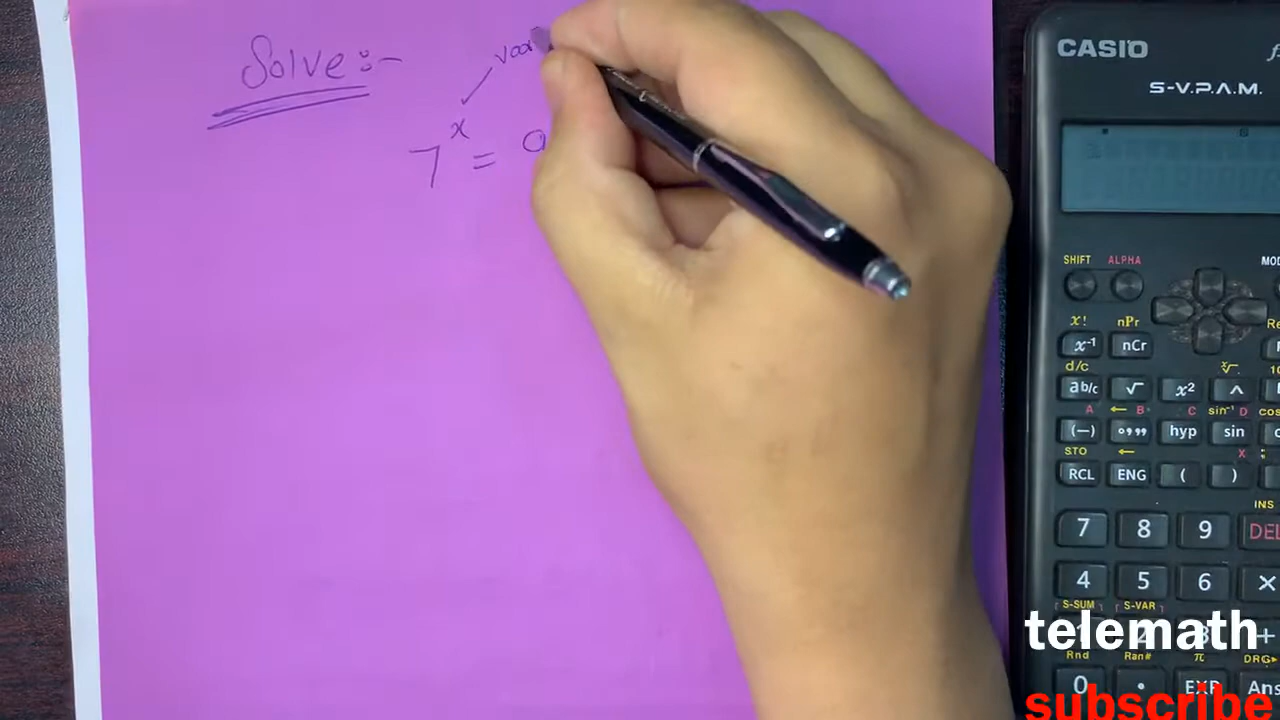 Solve :-
7^x =
CASIO
S-V.P.A.M.
SHIFT ALPHA
x! nPr
x⁻¹ nCr
d/c
ab/c √ x² ^
A ← B C sin⁻¹ D
(—) hyp sin
STO ← X
RCL ENG ( )
INS
7 8 9 DEL
4 5 6 ×
S-SUM S-VAR
telemath
Rnd Ran# π DRG▸
0 • EXP Ans
subscribe